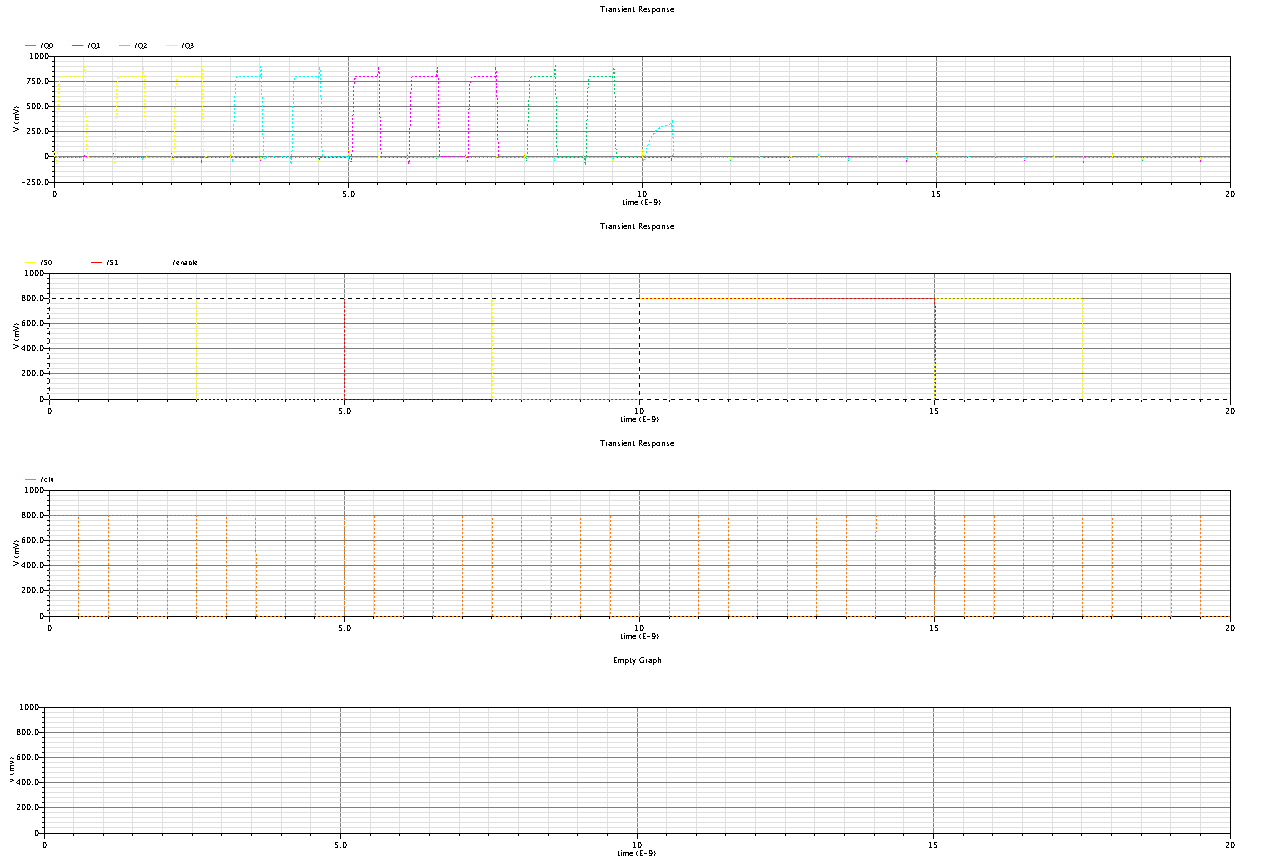 Transient Response
/Q0 /Q1 /Q2 /Q3
1000
750.0
500.0
250.0
0
-250.0
V (mV)
0 5.0 10 15 20
time (E-9)
Transient Response
/S0 /S1 /enable
1000
800.0
600.0
400.0
200.0
0
V (mV)
0 5.0 10 15 20
time (E-9)
Transient Response
/clk
1000
800.0
600.0
400.0
200.0
0
V (mV)
0 5.0 10 15 20
time (E-9)
Empty Graph
1000
800.0
600.0
400.0
200.0
0
V (mV)
0 5.0 10 15 20
time (E-9)